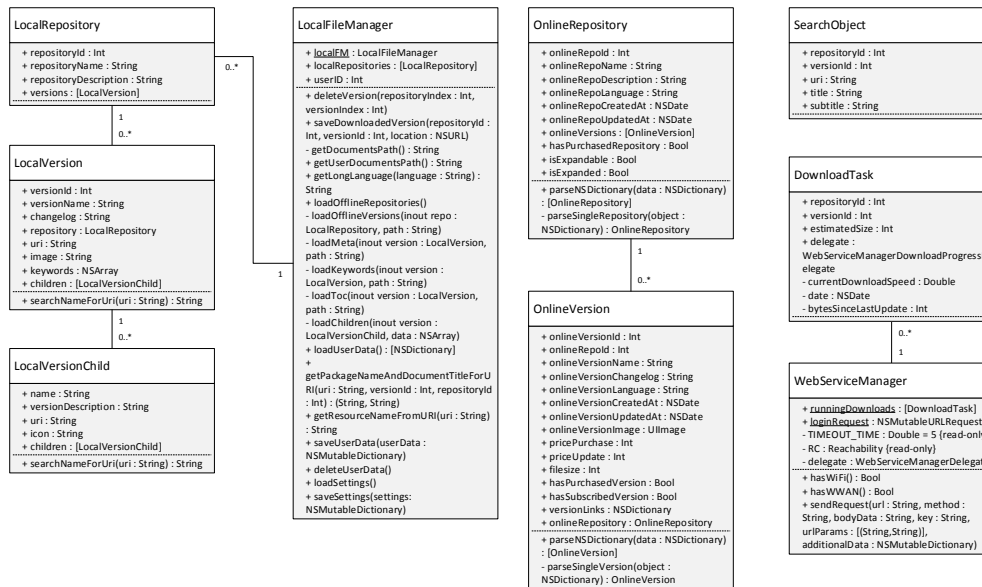 LocalRepository
+ repositoryId : Int
+ repositoryName : String
+ repositoryDescription : String
+ versions : [LocalVersion]
0..*
1
0..*
LocalVersion
+ versionId : Int
+ versionName : String
+ changelog : String
+ repository : LocalRepository
+ uri : String
+ image : String
+ keywords : NSArray
+ children : [LocalVersionChild]
+ searchNameForUri(uri : String) : String
1
0..*
LocalVersionChild
+ name : String
+ versionDescription : String
+ uri : String
+ icon : String
+ children : [LocalVersionChild]
+ searchNameForUri(uri : String) : String
1
LocalFileManager
+ localFM : LocalFileManager
+ localRepositories : [LocalRepository]
+ userID : Int
+ deleteVersion(repositoryIndex : Int,
versionIndex : Int)
+ saveDownloadedVersion(repositoryId :
Int, versionId : Int, location : NSURL)
- getDocumentsPath() : String
+ getUserDocumentsPath() : String
+ getLongLanguage(language : String) :
String
+ loadOfflineRepositories()
- loadOfflineVersions(inout repo :
LocalRepository, path : String)
- loadMeta(inout version : LocalVersion,
path : String)
- loadKeywords(inout version :
LocalVersion, path : String)
- loadToc(inout version : LocalVersion,
path : String)
- loadChildren(inout version :
LocalVersionChild, data : NSArray)
+ loadUserData() : [NSDictionary]
+
getPackageNameAndDocumentTitleForU
RI(uri : String, versionId : Int, repositoryId
: Int) : (String, String)
+ getResourceNameFromURI(uri : String)
: String
+ saveUserData(userData :
NSMutableDictionary)
+ deleteUserData()
+ loadSettings()
+ saveSettings(settings:
NSMutableDictionary)
OnlineRepository
+ onlineRepoId : Int
+ onlineRepoName : String
+ onlineRepoDescription : String
+ onlineRepoLanguage : String
+ onlineRepoCreatedAt : NSDate
+ onlineRepoUpdatedAt : NSDate
+ onlineVersions : [OnlineVersion]
+ hasPurchasedRepository : Bool
+ isExpandable : Bool
+ isExpanded : Bool
+ parseNSDictionary(data : NSDictionary)
: [OnlineRepository]
- parseSingleRepository(object :
NSDictionary) : OnlineRepository
1
0..*
OnlineVersion
+ onlineVersionId : Int
+ onlineRepoId : Int
+ onlineVersionName : String
+ onlineVersionChangelog : String
+ onlineVersionLanguage : String
+ onlineVersionCreatedAt : NSDate
+ onlineVersionUpdatedAt : NSDate
+ onlineVersionImage : UIImage
+ pricePurchase : Int
+ priceUpdate : Int
+ filesize : Int
+ hasPurchasedVersion : Bool
+ hasSubscribedVersion : Bool
+ versionLinks : NSDictionary
+ onlineRepository : OnlineRepository
+ parseNSDictionary(data : NSDictionary)
: [OnlineVersion]
- parseSingleVersion(object :
NSDictionary) : OnlineVersion
SearchObject
+ repositoryId : Int
+ versionId : Int
+ uri : String
+ title : String
+ subtitle : String
DownloadTask
+ repositoryId : Int
+ versionId : Int
+ estimatedSize : Int
+ delegate :
WebServiceManagerDownloadProgress
elegate
- currentDownloadSpeed : Double
- date : NSDate
- bytesSinceLastUpdate : Int
0..*
1
WebServiceManager
+ runningDownloads : [DownloadTask]
+ loginRequest : NSMutableURLRequest
- TIMEOUT_TIME : Double = 5 {read-only
- RC : Reachability {read-only}
- delegate : WebServiceManagerDelegat
+ hasWiFi() : Bool
+ hasWWAN() : Bool
+ sendRequest(url : String, method :
String, bodyData : String, key : String,
urlParams : [(String,String)],
additionalData : NSMutableDictionary)